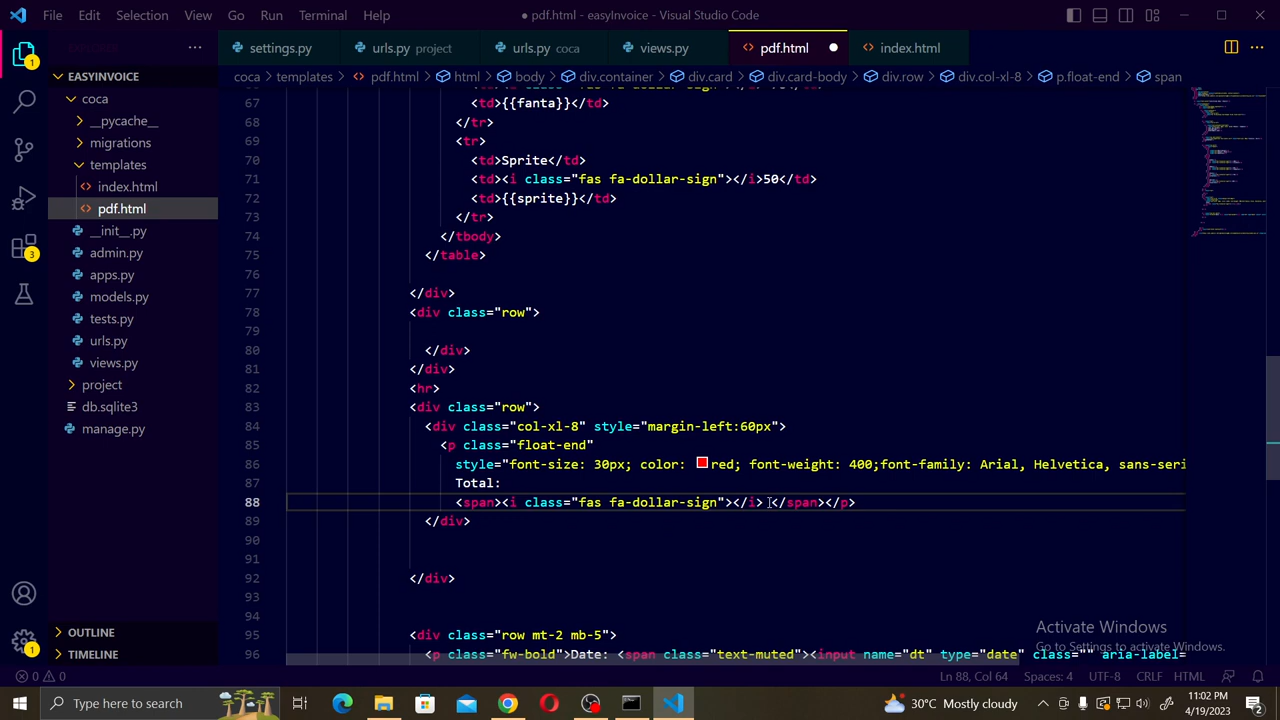 File Edit Selection View Go Run Terminal Help
● pdf.html - easyInvoice - Visual Studio Code
settings.py
urls.py project
urls.py coca
views.py
pdf.html
index.html
coca > templates > pdf.html > html > body > div.container > div.card > div.card-body > div.row > div.col-xl-8 > p.float-end > span
EASYINVOICE
coca
__pycache__
migrations
templates
index.html
pdf.html
__init__.py
admin.py
apps.py
models.py
tests.py
urls.py
views.py
project
db.sqlite3
manage.py
OUTLINE
TIMELINE
67 <td>{{fanta}}</td>
68 </tr>
69 <tr>
70 <td>Sprite</td>
71 <td><i class="fas fa-dollar-sign"></i>50</td>
72 <td>{{sprite}}</td>
73 </tr>
74 </tbody>
75 </table>
76
77 </div>
78 <div class="row">
79
80 </div>
81 </div>
82 <hr>
83 <div class="row">
84 <div class="col-xl-8" style="margin-left:60px">
85 <p class="float-end"
86 style="font-size: 30px; color: red; font-weight: 400;font-family: Arial, Helvetica, sans-seri
87 Total:
88 <span><i class="fas fa-dollar-sign"></i> </span></p>
89 </div>
90
91
92 </div>
93
94
95 <div class="row mt-2 mb-5">
96 <p class="fw-bold">Date: <span class="text-muted"><input name="dt" type="date" class="" aria-label=
Activate Windows
Go to Settings to activate Windows.
0 0
Ln 88, Col 64 Spaces: 4 UTF-8 CRLF HTML
Type here to search
30°C Mostly cloudy
11:02 PM
4/19/2023
1
3
1
2